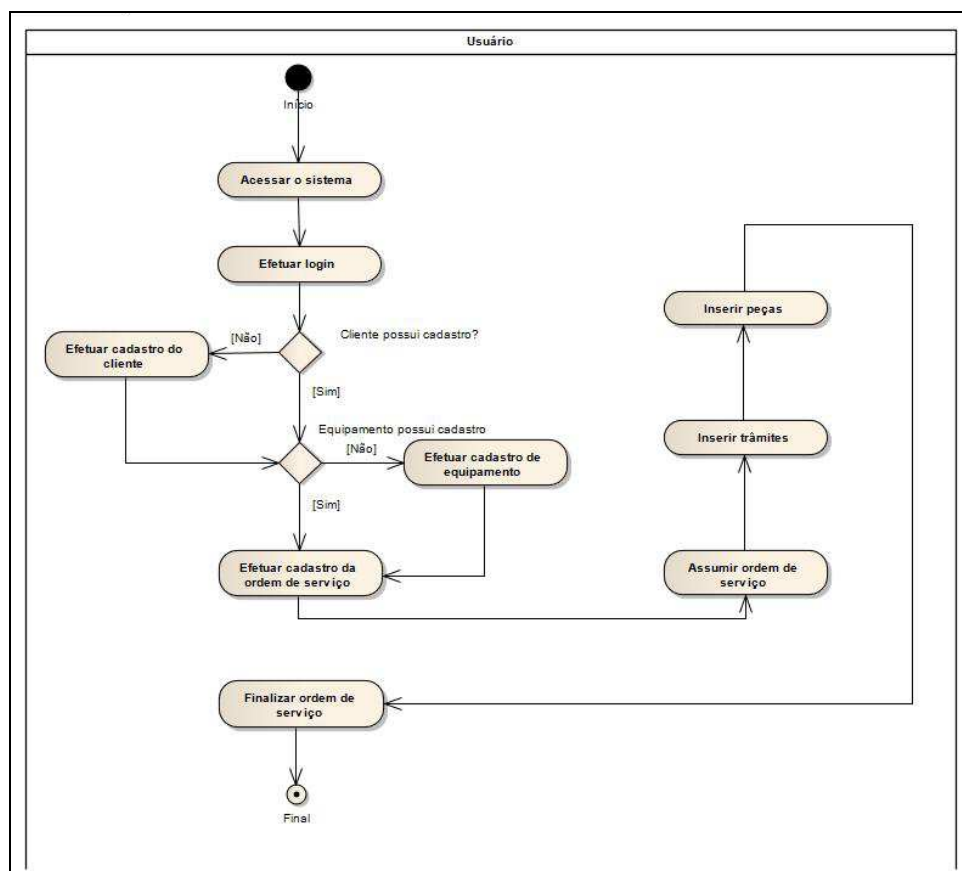 Usuário
Início
Acessar o sistema
Efetuar login
Cliente possui cadastro?
[Não]
Efetuar cadastro do
cliente
[Sim]
Equipamento possui cadastro
[Não]
Efetuar cadastro de
equipamento
[Sim]
Efetuar cadastro da
ordem de serviço
Assumir ordem de
serviço
Inserir trâmites
Inserir peças
Finalizar ordem de
serviço
Final